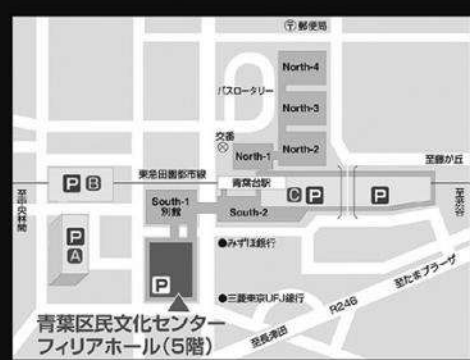 〒郵便局
North-4
バスロータリー
North-3
交番
North-1
North-2
至藤が丘
東急田園都市線
青葉台駅
P B
C P
P
至中央林間
South-1
別館
South-2
至渋谷
P
A
●みずほ銀行
P
至たまプラーザ
R246
●三菱東京UFJ銀行
至長津田
青葉区民文化センター
フィリアホール(5階)